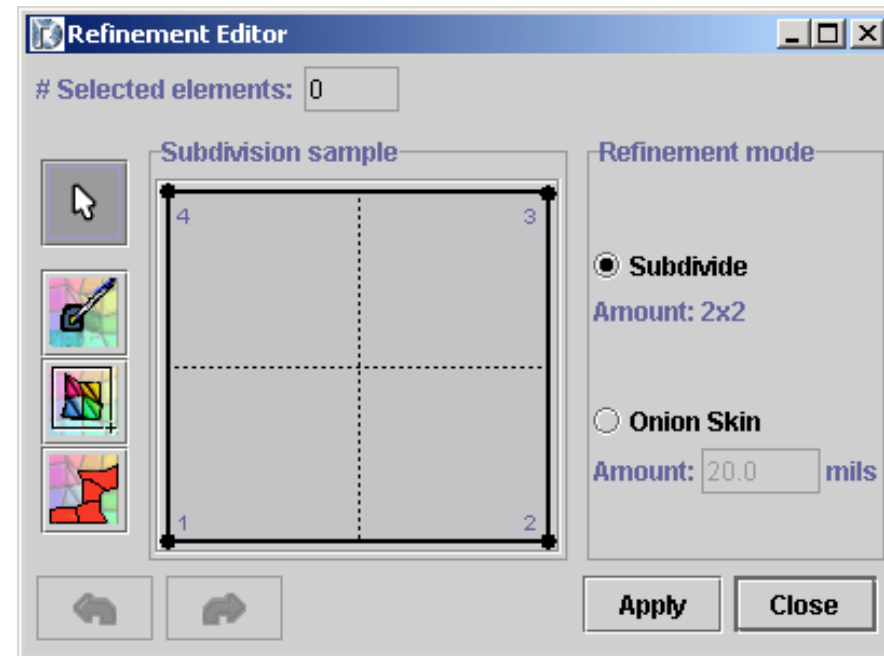 Refinement Editor
# Selected elements: 0
Subdivision sample
Refinement mode
4 3
Subdivide
Amount: 2x2
Onion Skin
Amount: 20.0 mils
1 2
Apply Close